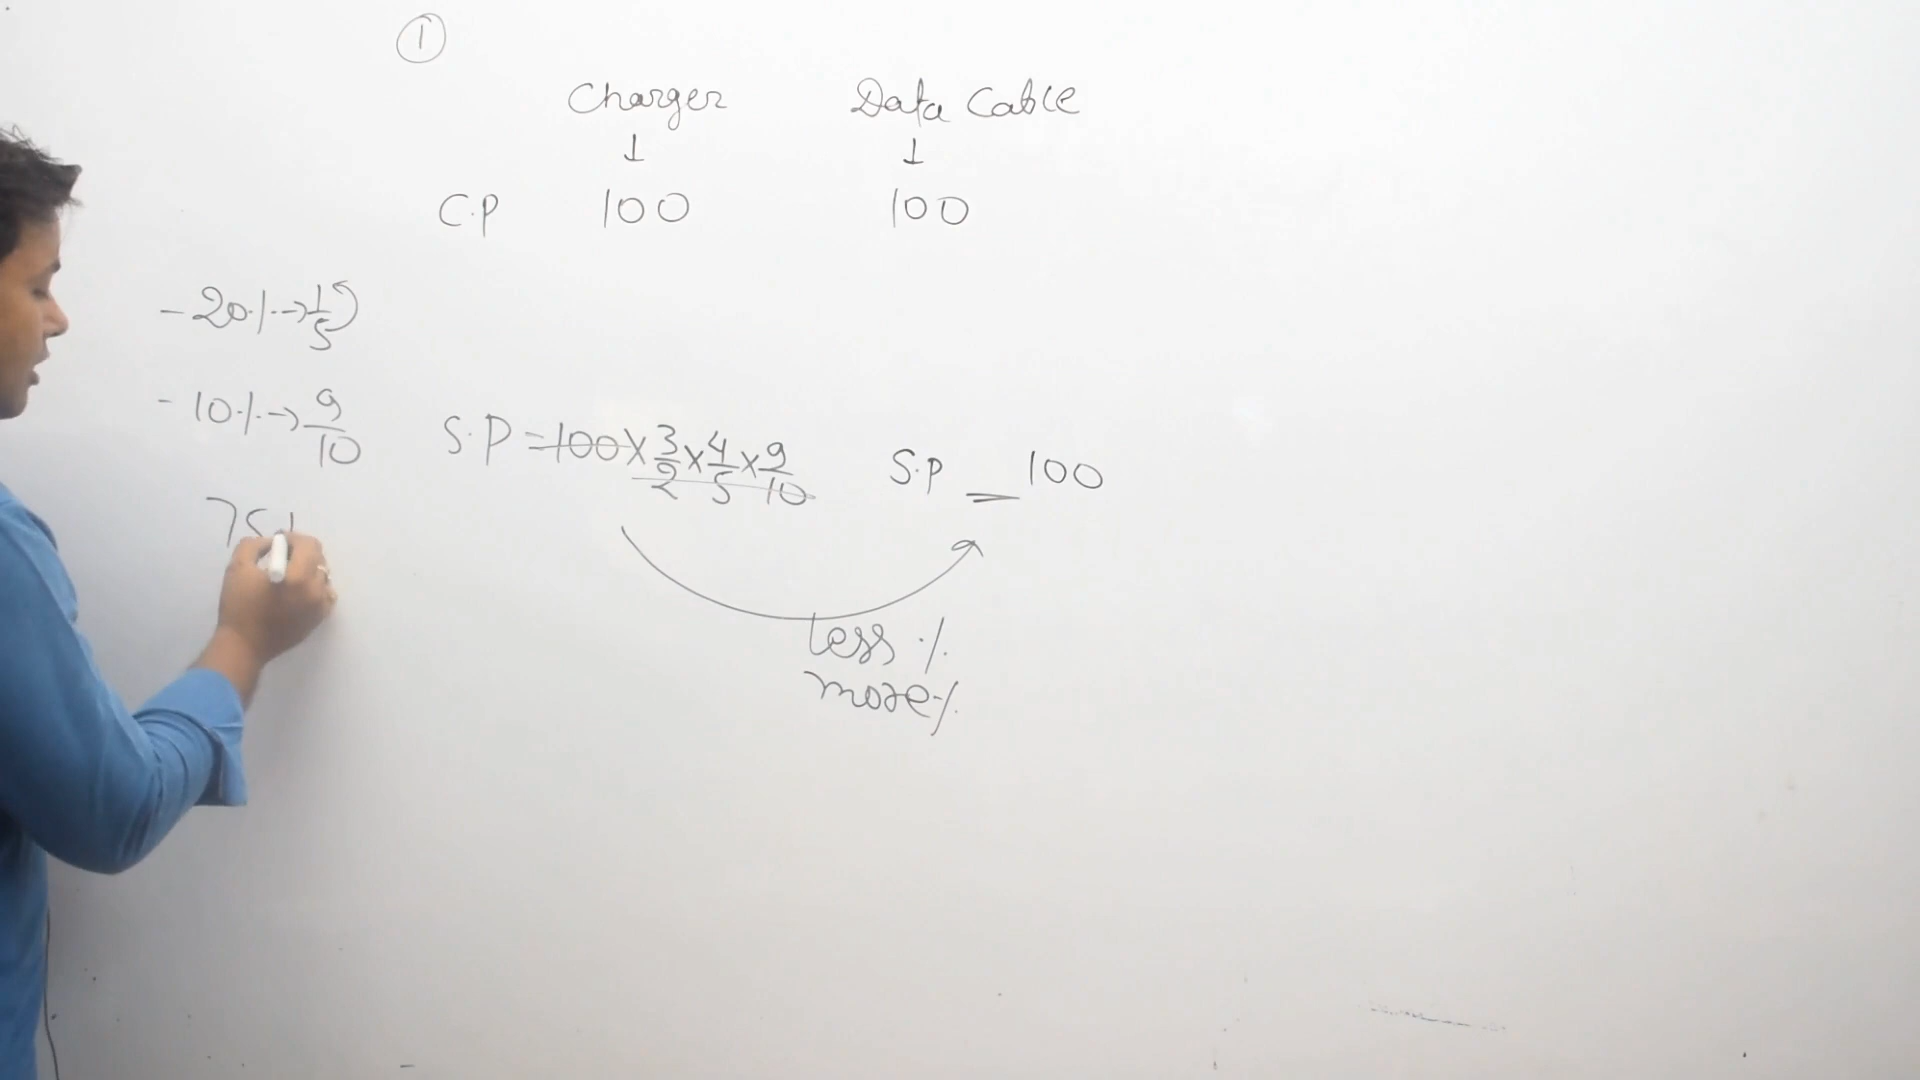 ①
Charger Data Cable
↓ ↓
C.P 100 100
-20% → 1/5
-10% → 9/10
S.P = 100 × 3/2 × 4/5 × 9/10 S.P = 100
75
less %
more %